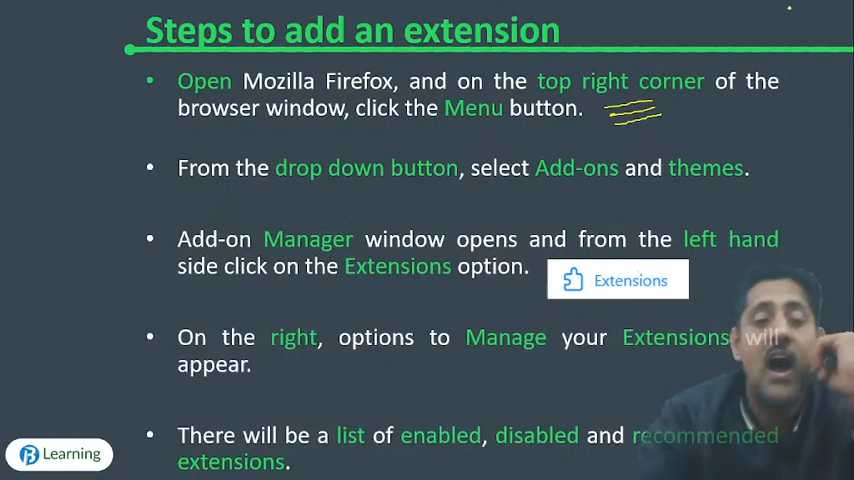 Steps to add an extension
• Open Mozilla Firefox, and on the top right corner of the
browser window, click the Menu button.
• From the drop down button, select Add-ons and themes.
• Add-on Manager window opens and from the left hand
side click on the Extensions option.
Extensions
• On the right, options to Manage your Extensions will
appear.
• There will be a list of enabled, disabled and recommended
extensions.
B Learning